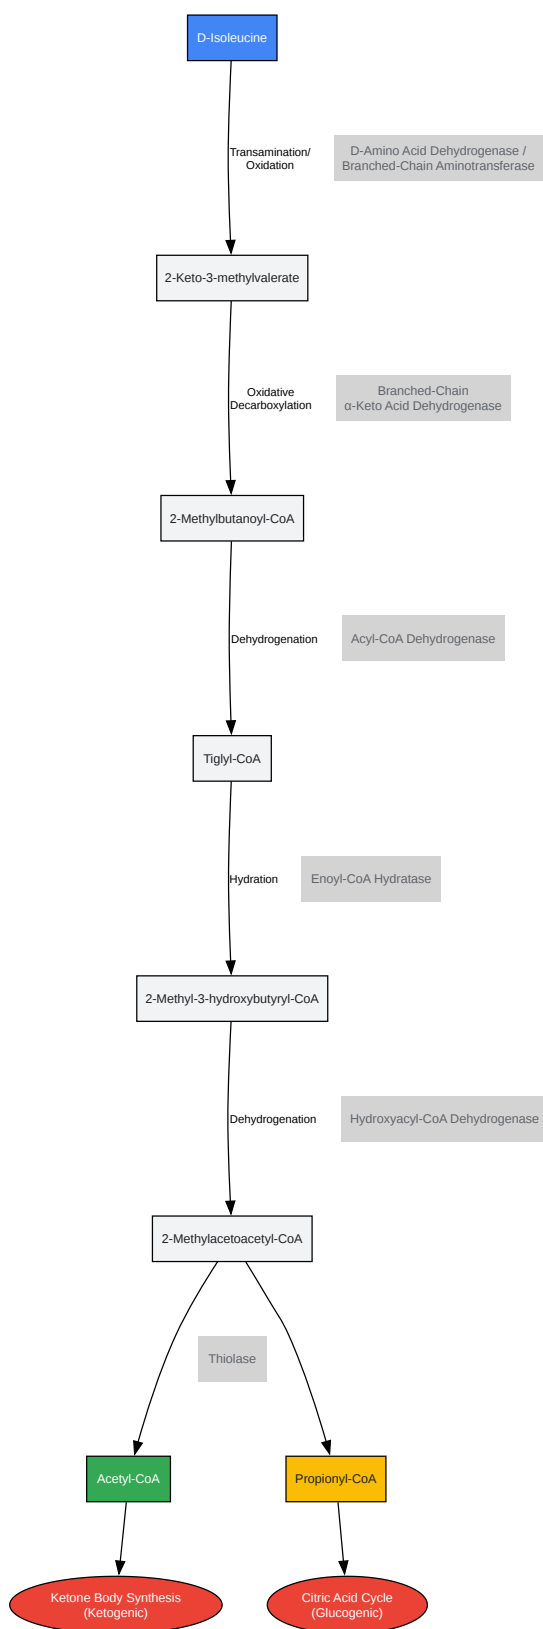 D-Isoleucine
Transamination/
Oxidation
D-Amino Acid Dehydrogenase /
Branched-Chain Aminotransferase
2-Keto-3-methylvalerate
Oxidative
Decarboxylation
Branched-Chain
α-Keto Acid Dehydrogenase
2-Methylbutanoyl-CoA
Dehydrogenation
Acyl-CoA Dehydrogenase
Tiglyl-CoA
Hydration
Enoyl-CoA Hydratase
2-Methyl-3-hydroxybutyryl-CoA
Dehydrogenation
Hydroxyacyl-CoA Dehydrogenase
2-Methylacetoacetyl-CoA
Thiolase
Acetyl-CoA
Propionyl-CoA
Ketone Body Synthesis
(Ketogenic)
Citric Acid Cycle
(Glucogenic)